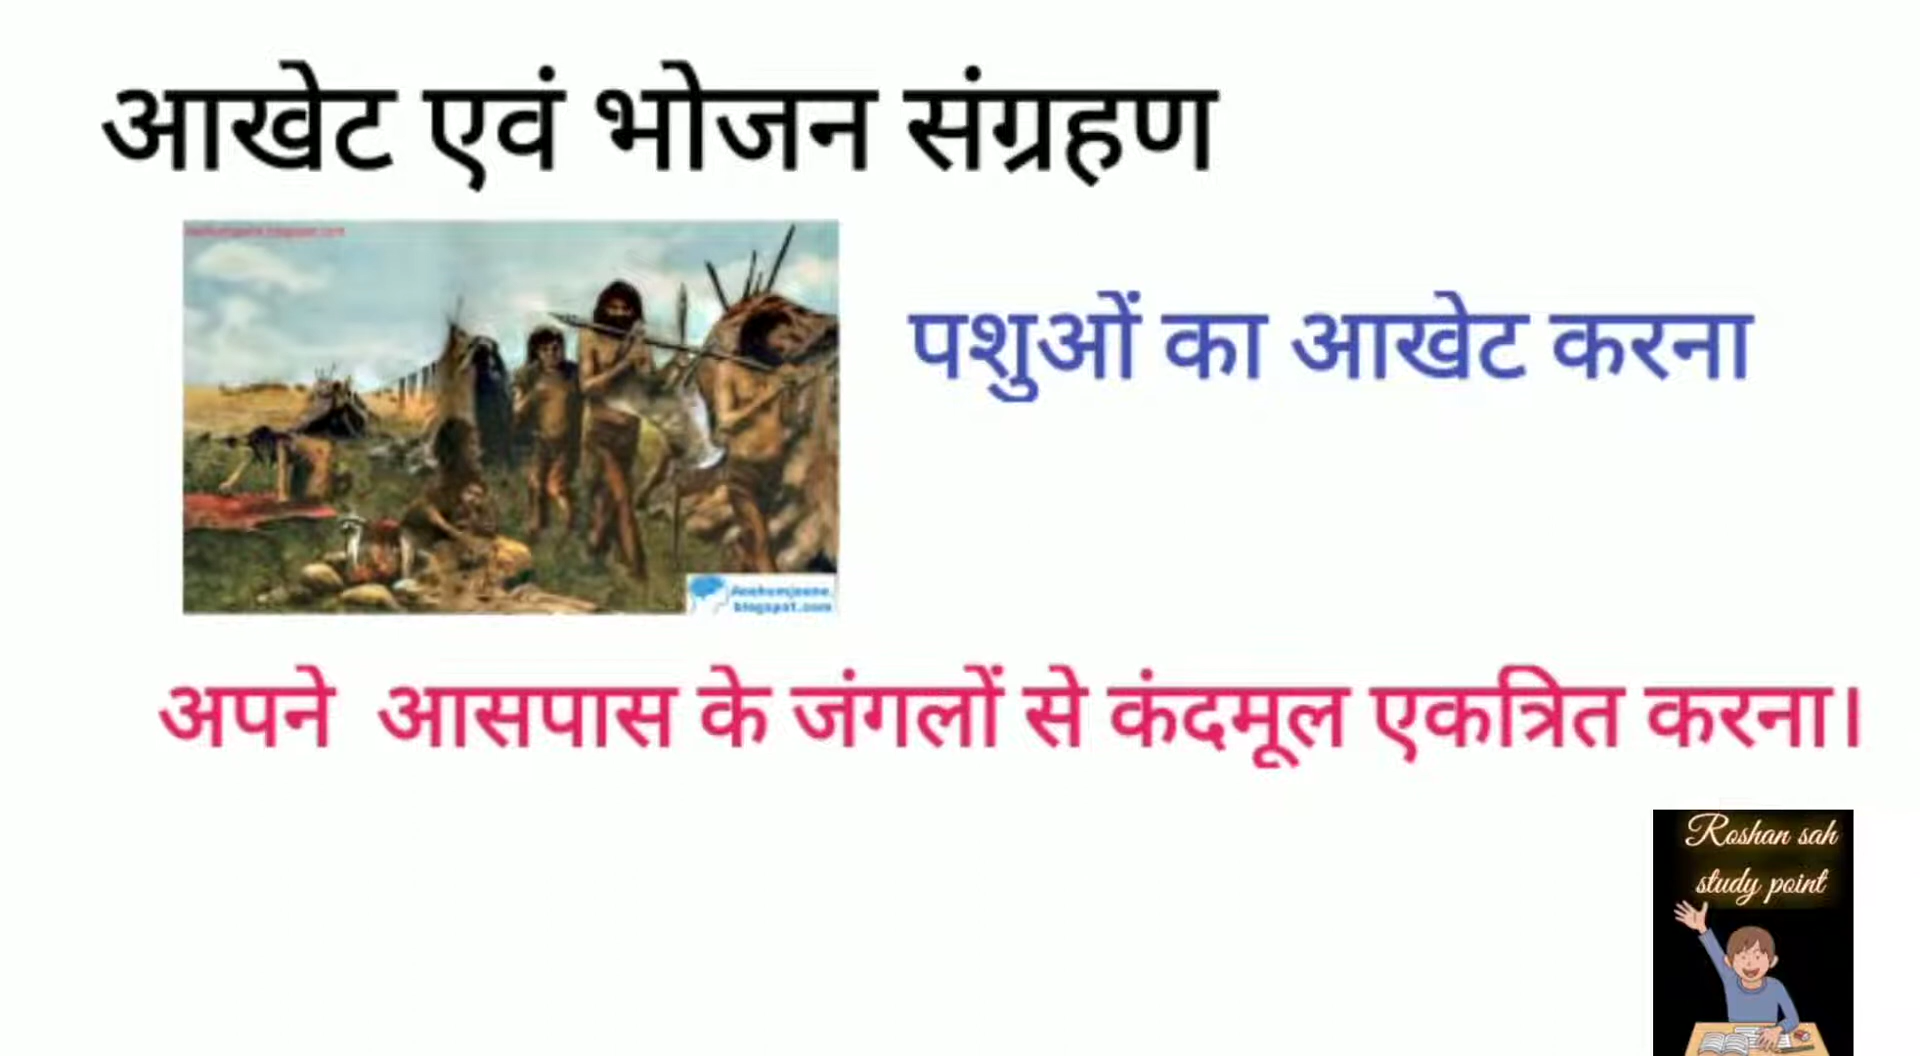 आखेट एवं भोजन संग्रहण
पशुओं का आखेट करना
अपने आसपास के जंगलों से कंदमूल एकत्रित करना।
Roshan sah
study point